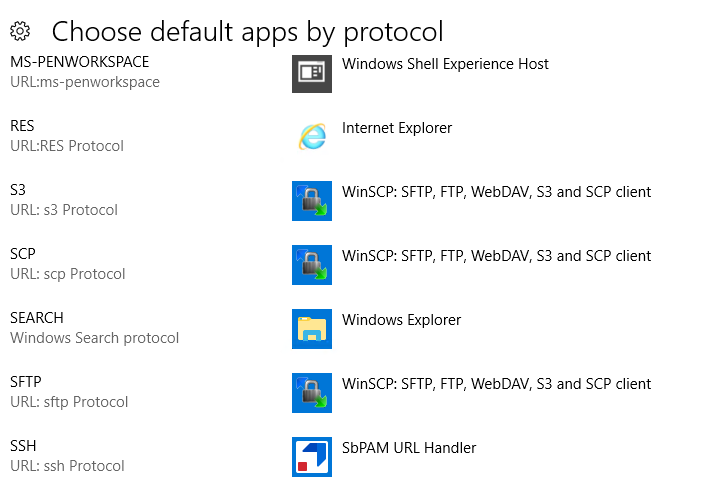 Choose default apps by protocol
MS-PENWORKSPACE
URL:ms-penworkspace
Windows Shell Experience Host
RES
URL:RES Protocol
Internet Explorer
S3
URL: s3 Protocol
WinSCP: SFTP, FTP, WebDAV, S3 and SCP client
SCP
URL: scp Protocol
WinSCP: SFTP, FTP, WebDAV, S3 and SCP client
SEARCH
Windows Search protocol
Windows Explorer
SFTP
URL: sftp Protocol
WinSCP: SFTP, FTP, WebDAV, S3 and SCP client
SSH
URL: ssh Protocol
SbPAM URL Handler